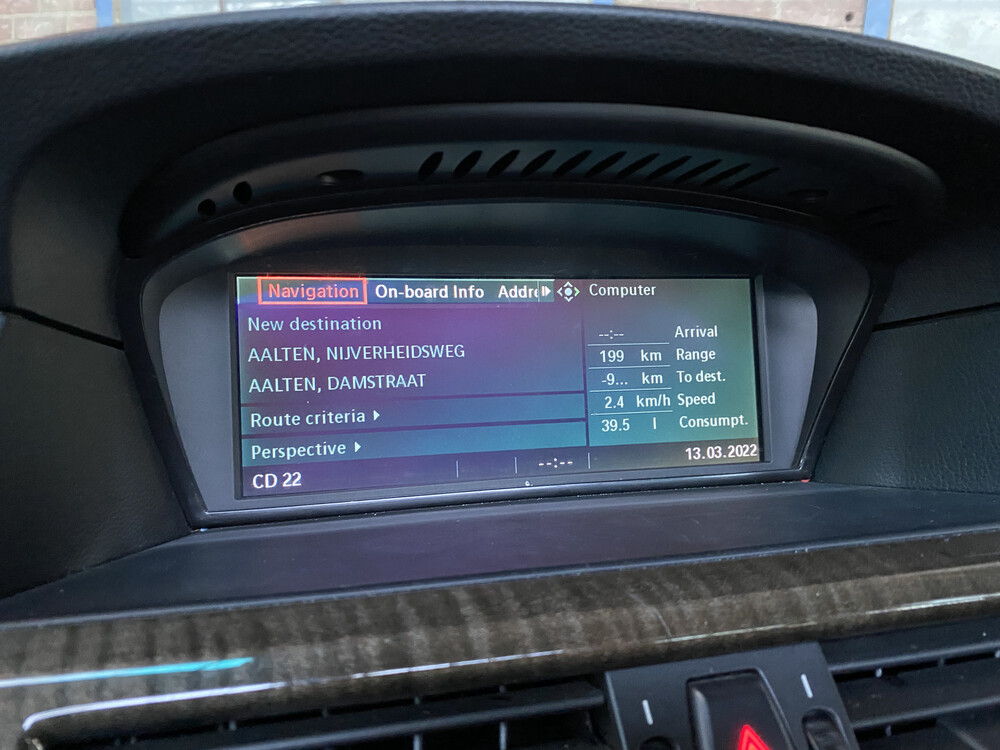 Navigation On-board Info Addre
New destination
AALTEN, NIJVERHEIDSWEG
AALTEN, DAMSTRAAT
Route criteria
Perspective
CD 22
--:--
Computer
--:-- Arrival
199 km Range
-9... km To dest.
2.4 km/h Speed
39.5 l Consumpt.
13.03.2022